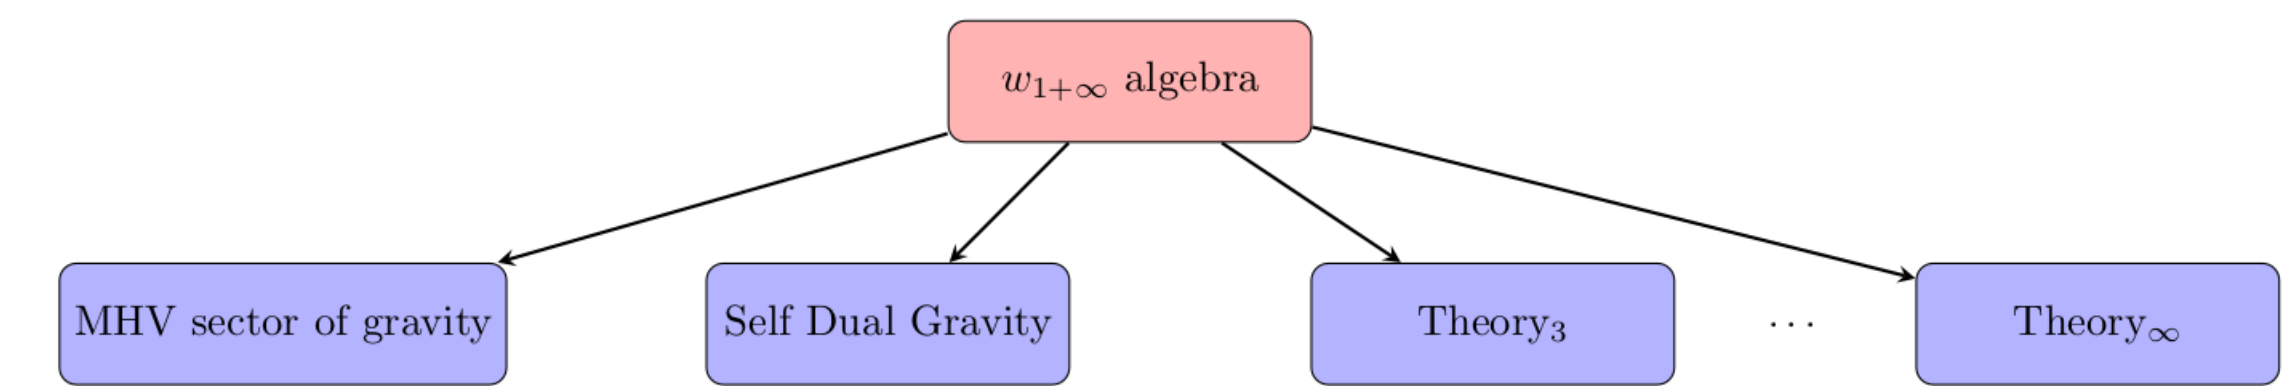 w₁₊∞ algebra
MHV sector of gravity
Self Dual Gravity
Theory₃
...
Theory∞